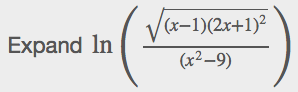 Expand ln ( √((x–1)(2x+1)²) / (x²–9) )